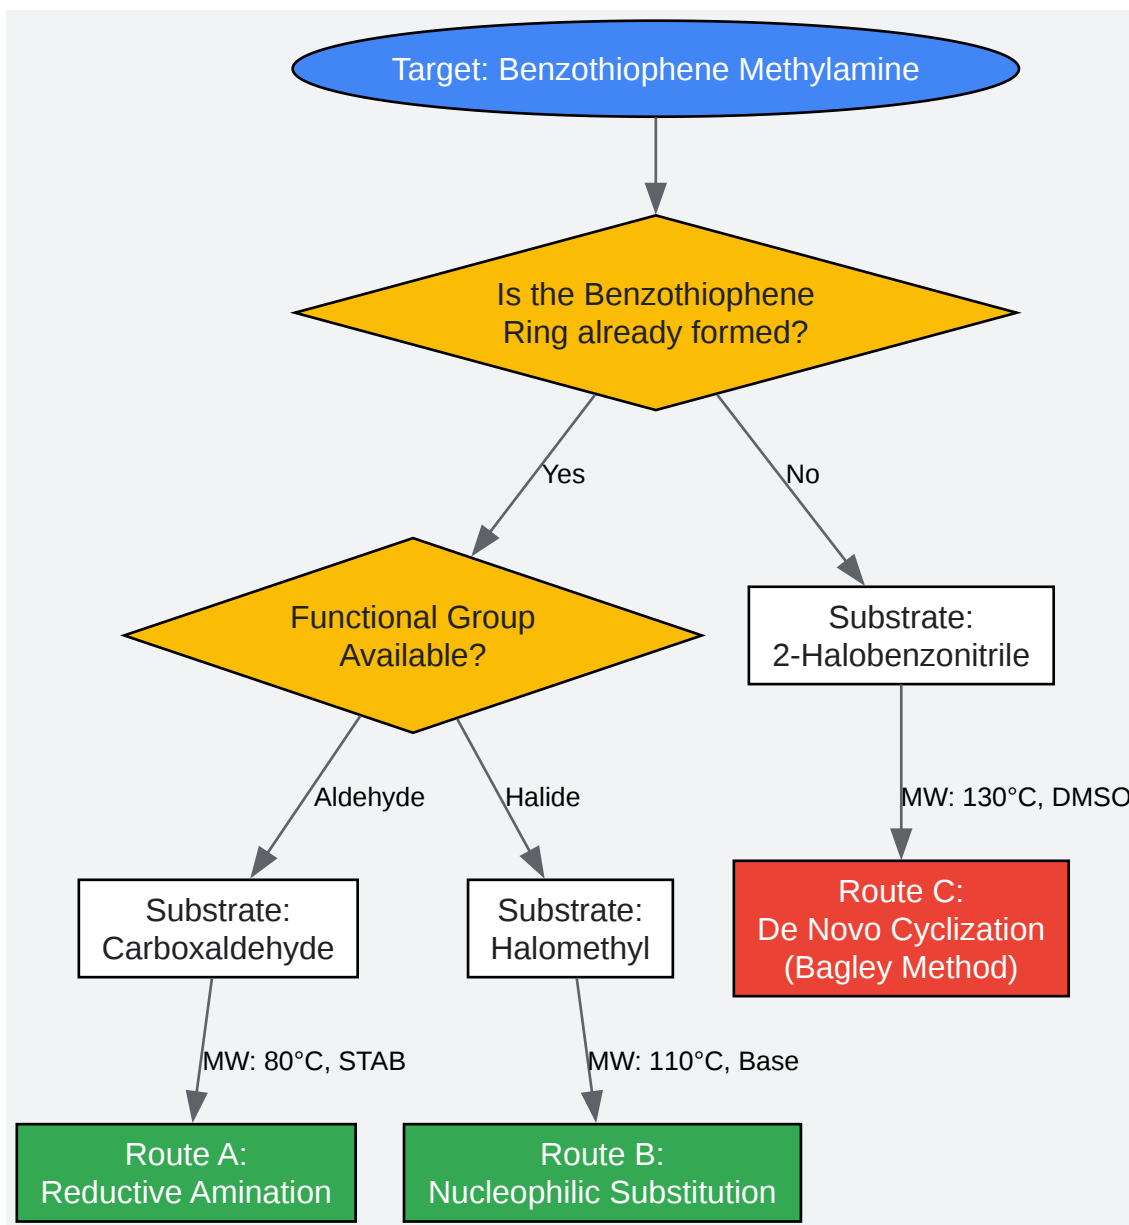 Target: Benzothiophene Methylamine
Is the Benzothiophene
Ring already formed?
Yes
No
Functional Group
Available?
Substrate:
2-Halobenzonitrile
Aldehyde
Halide
MW: 130°C, DMSO
Substrate:
Carboxaldehyde
Substrate:
Halomethyl
Route C:
De Novo Cyclization
(Bagley Method)
MW: 80°C, STAB
MW: 110°C, Base
Route A:
Reductive Amination
Route B:
Nucleophilic Substitution